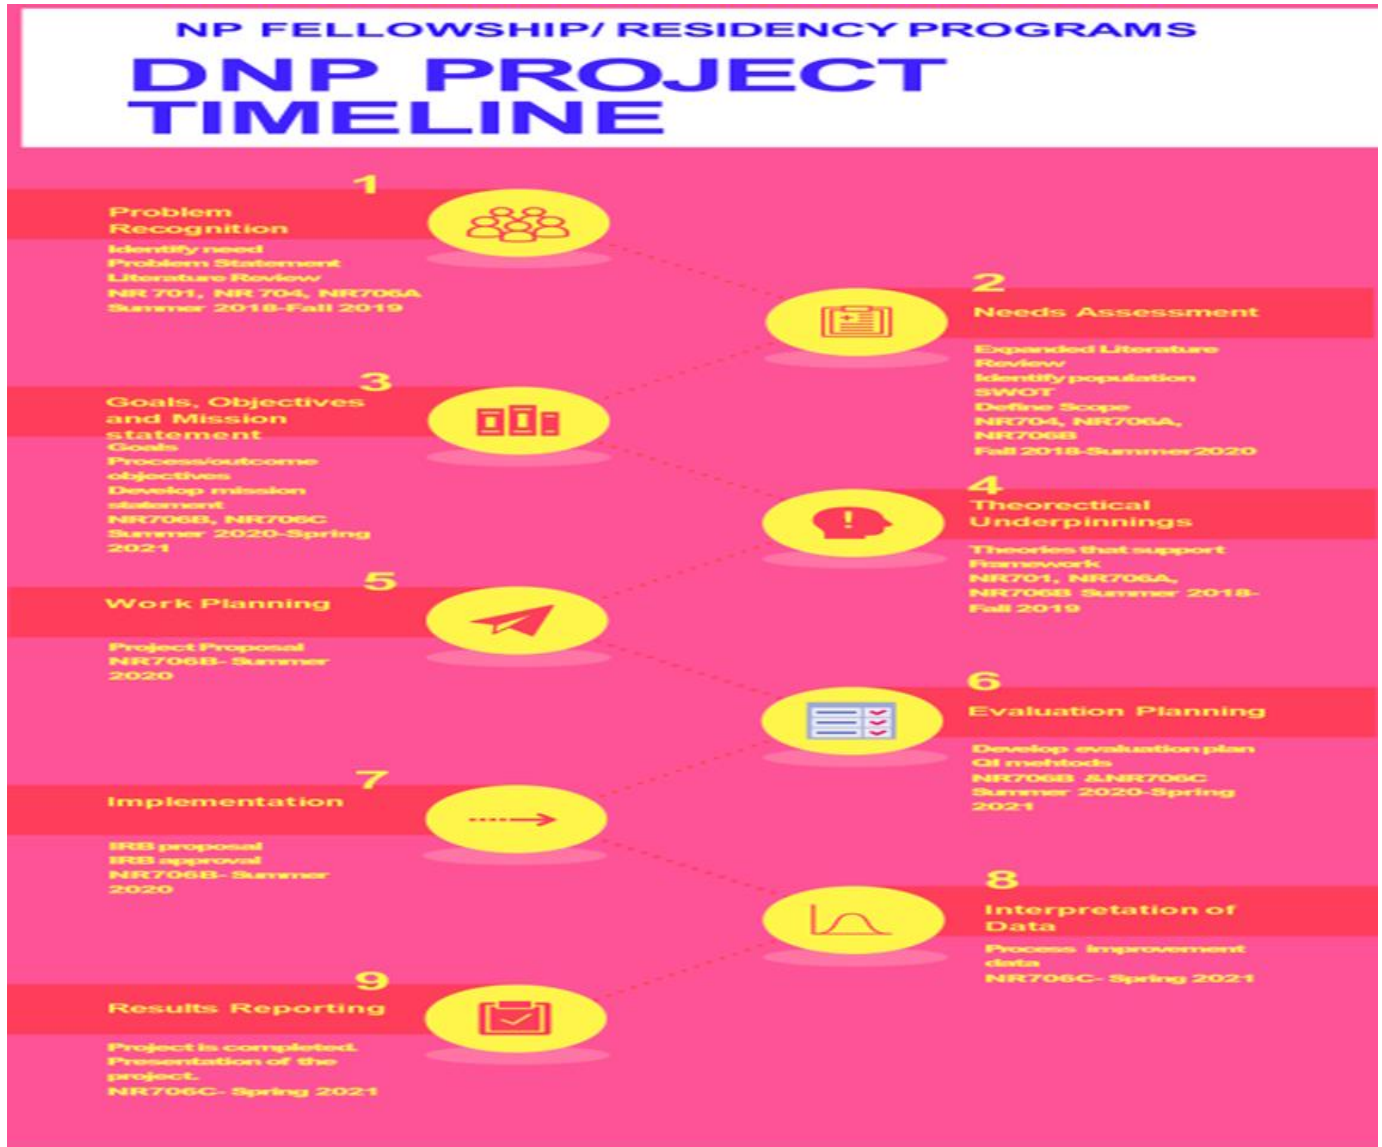 NP FELLOWSHIP/ RESIDENCY PROGRAMS
DNP PROJECT
TIMELINE
1
Problem
Recognition
Identify need
Problem Statement
Literature Review
NR 701, NR 704, NR706A
Summer 2018-Fall 2019
2
Needs Assessment
Expanded Literature
Review
Identify population
SWOT
Define Scope
NR704, NR706A,
NR706B
Fall 2018-Summer 2020
3
Goals, Objectives
and Mission
statement
Goals
Process/outcome
objectives
Develop mission
statement
NR706B, NR706C
Summer 2020-Spring
2021
4
Theorectical
Underpinnings
Theories that support
Framework
NR701, NR706A,
NR706B Summer 2018-
Fall 2019
5
Work Planning
Project Proposal
NR706B- Summer
2020
6
Evaluation Planning
Develop evaluation plan
QI mehtods
NR706B &NR706C
Summer 2020-Spring
2021
7
Implementation
IRB proposal
IRB approval
NR706B- Summer
2020
8
Interpretation of
Data
Process improvement
data
NR706C- Spring 2021
9
Results Reporting
Project is completed.
Presentation of the
project.
NR706C- Spring 2021